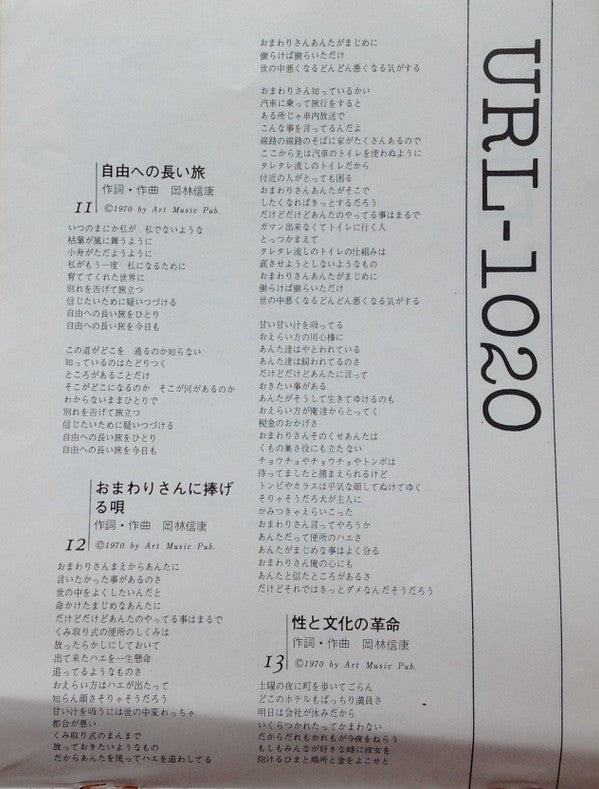 URL-1020
11
自由への長い旅
作詞・作曲 岡林信康
©1970 by Art Music Pub.
いつのまにか私が 私でないような
枯葉が風に舞うように
小舟がただようように
私がもう一度 私になるために
育ててくれた世界に
別れを告げて旅立つ
信じたいために疑いつづける
自由への長い旅をひとり
自由への長い旅を今日も
この道がどこを 通るのか知らない
知っているのはたどりつく
ところがあることだけ
そこがどこになるのか そこが何があるのか
わからないままひとりで
別れを告げて旅立つ
信じたいために疑いつづける
自由への長い旅をひとり
自由への長い旅を今日も
12
おまわりさんに捧げ
る唄
作詞・作曲 岡林信康
©1970 by Art Music Pub.
おまわりさんまえからあんたに
言いたかった事があるのさ
世の中をよくしたいんだと
命かけたまじめなあんたに
だけどだけどあんたのやってる事はまるで
くみ取り式の便所のしくみは
放ったらかしにしておいて
出て来たハエを一生懸命
追ってるようなものさ
おえらい方はハエが出たって
知らん顔さそりゃそうだろう
甘い汁を吸うには世の中変わっちゃ
都合が悪い
くみ取り式のまんまで
放っておきたいようなもの
だからあんたを使ってハエを追わしてる
おまわりさんあんたがまじめに
働らけば働らいただけ
世の中悪くなるどんどん悪くなる気がする
おまわりさん知っているかい
汽車に乗って旅行をすると
ある所じゃ車内放送で
こんな事を言ってるんだよ
線路の線路のそばに家がたくさんあるので
ここから先は汽車のトイレを使わぬように
タレタレ流しのトイレだから
付近の人がとっても困る
おまわりさんあんたがそこで
したくなればきっとするだろう
だけどだけどあんたのやってる事はまるで
ガマン出来なくてトイレに行く人
とっつかまえて
タレタレ流しのトイレの仕組みは
直させようとしないようなもの
おまわりさんあんたがまじめに
働らけば働らいただけ
世の中悪くなるどんどん悪くなる気がする
甘い甘い汁を吸ってる
おえらい方の用心棒に
あんた達はやとわれている
あんた達は飼われてるのさ
だけどだけどあんたに言って
おきたい事がある
あんたがそうして生きてゆけるのも
おえらい方が俺達からとってく
税金のおかげさ
おまわりさんそのくせあんたは
くもの巣さ役にも立たない
チョウチョやチョウチョやトンボは
待ってましたと捕まえられるけど
トンビやカラスは平気な顔してぬけてゆく
そりゃそうだろ犬が主人に
かみつきゃえらいこった
おまわりさん言ってやろうか
あんただって便所のハエさ
あんたがまじめな事はよく分る
おまわりさん俺の心にも
あんたと似たところがあるさ
だけどそれではきっとダメなんだそうだろう
13
性と文化の革命
作詞・作曲 岡林信康
©1970 by Art Music Pub.
土曜の夜に町を歩いてごらん
どこのホテルもばっちり満員さ
明日は会社が休みだから
いくらつかれたってかまわない
だからだれもかれもが今夜をねらう
もしもみんなが好きな時に彼女を
抱けるひまと場所と金をよこせと